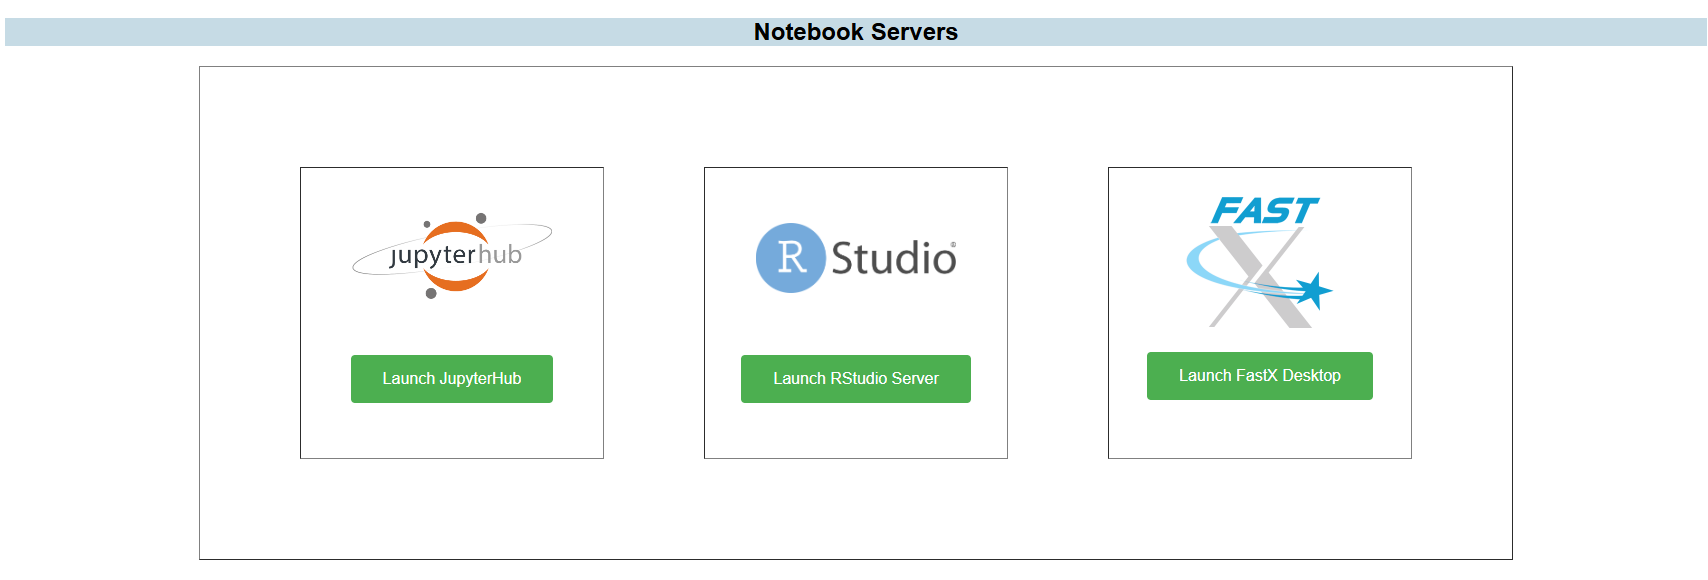 Notebook Servers
jupyterhub
R Studio®
FAST
X
Launch JupyterHub
Launch RStudio Server
Launch FastX Desktop